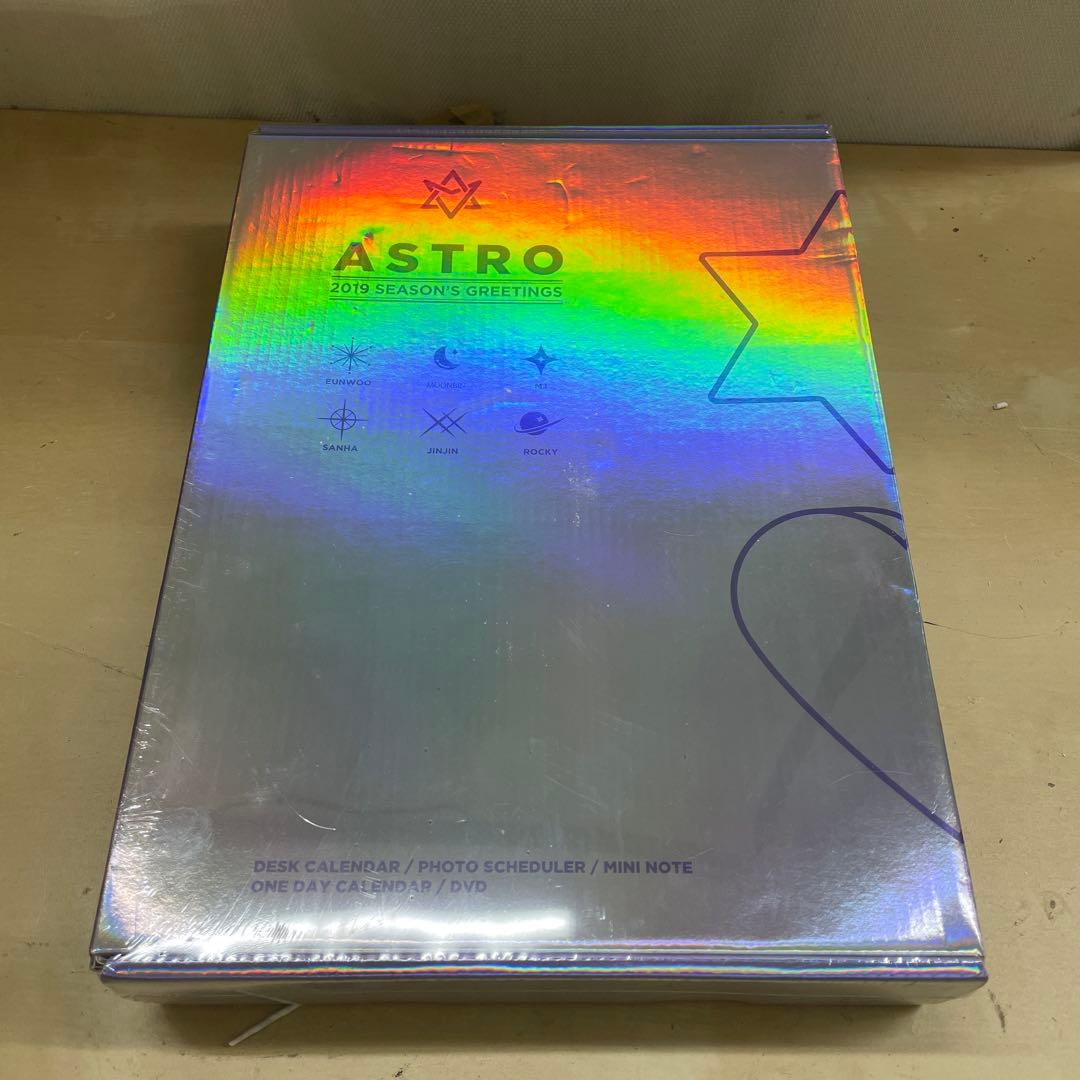 ASTRO
2019 SEASON'S GREETINGS
EUNWOO MOONBIN MJ
SANHA JINJIN ROCKY
DESK CALENDAR / PHOTO SCHEDULER / MINI NOTE
ONE DAY CALENDAR / DVD